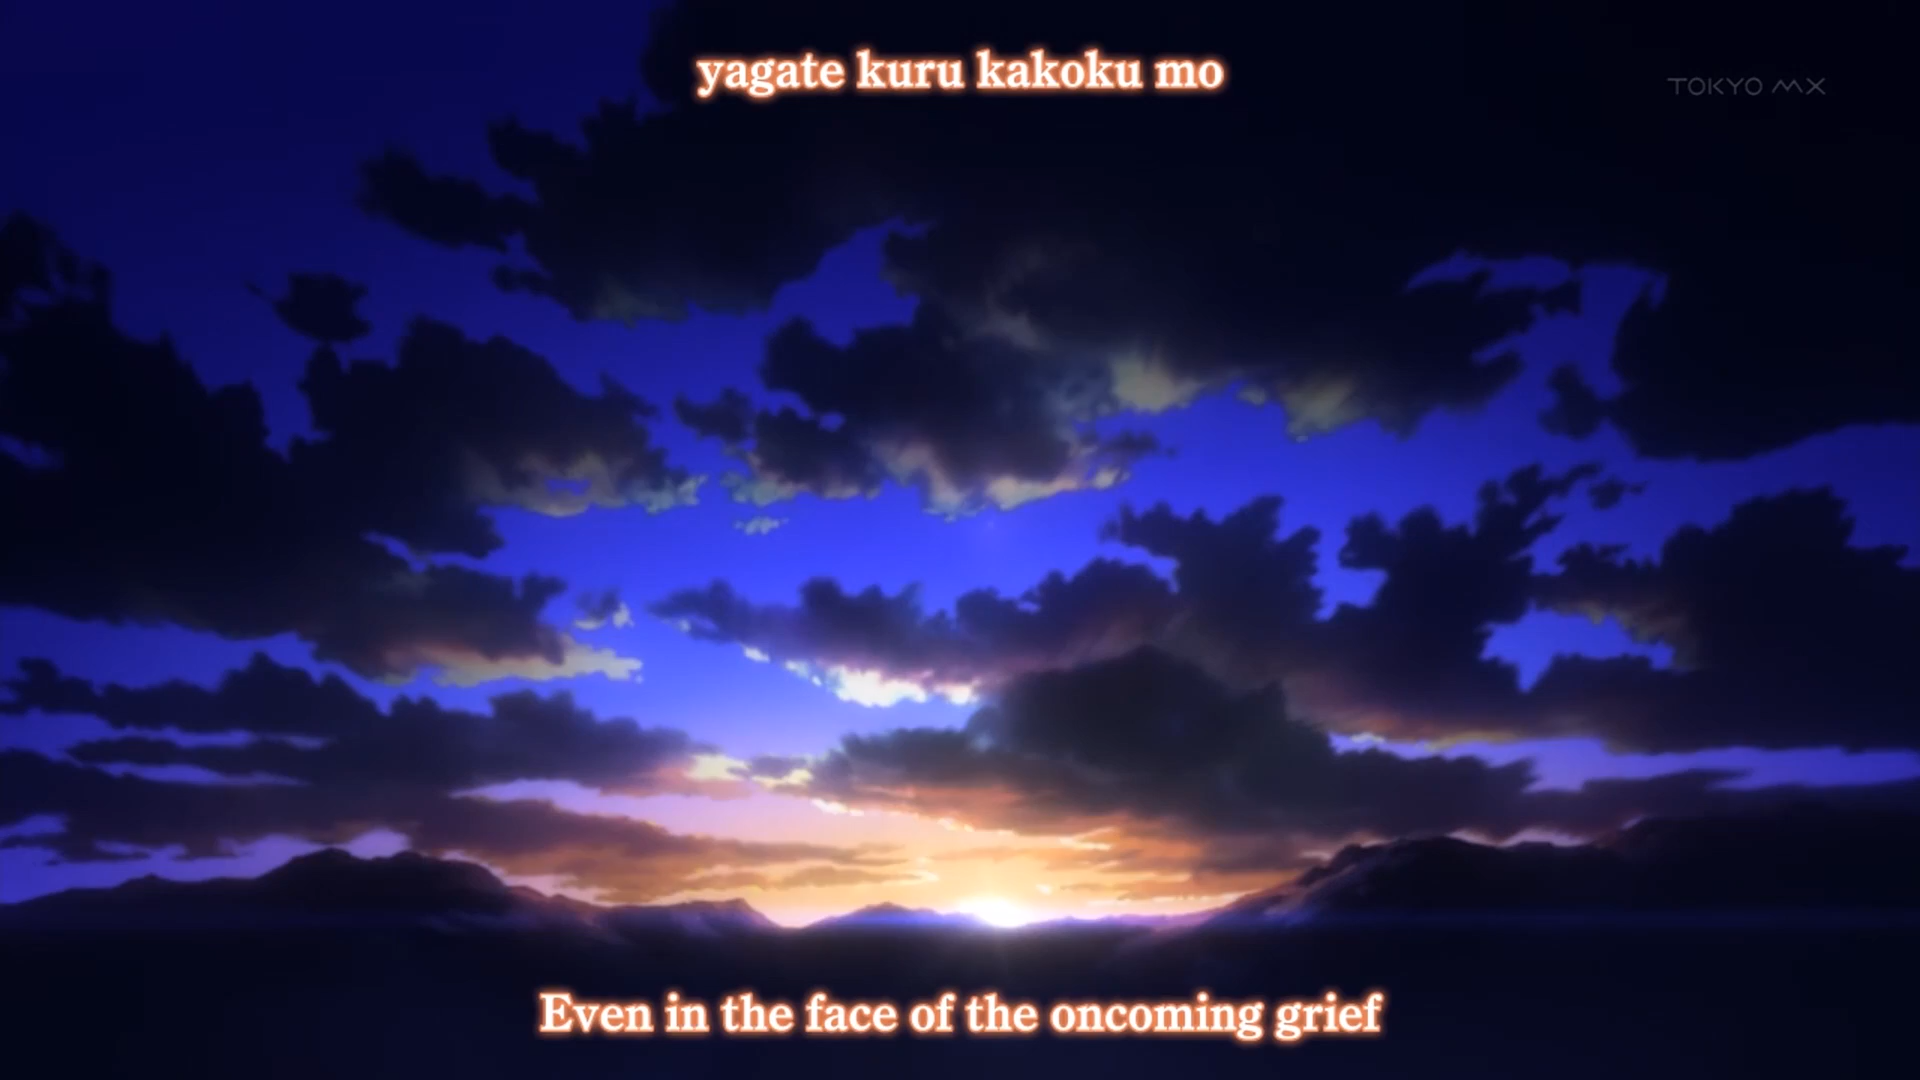 yagate kuru kakoku mo
TOKYO MX
Even in the face of the oncoming grief